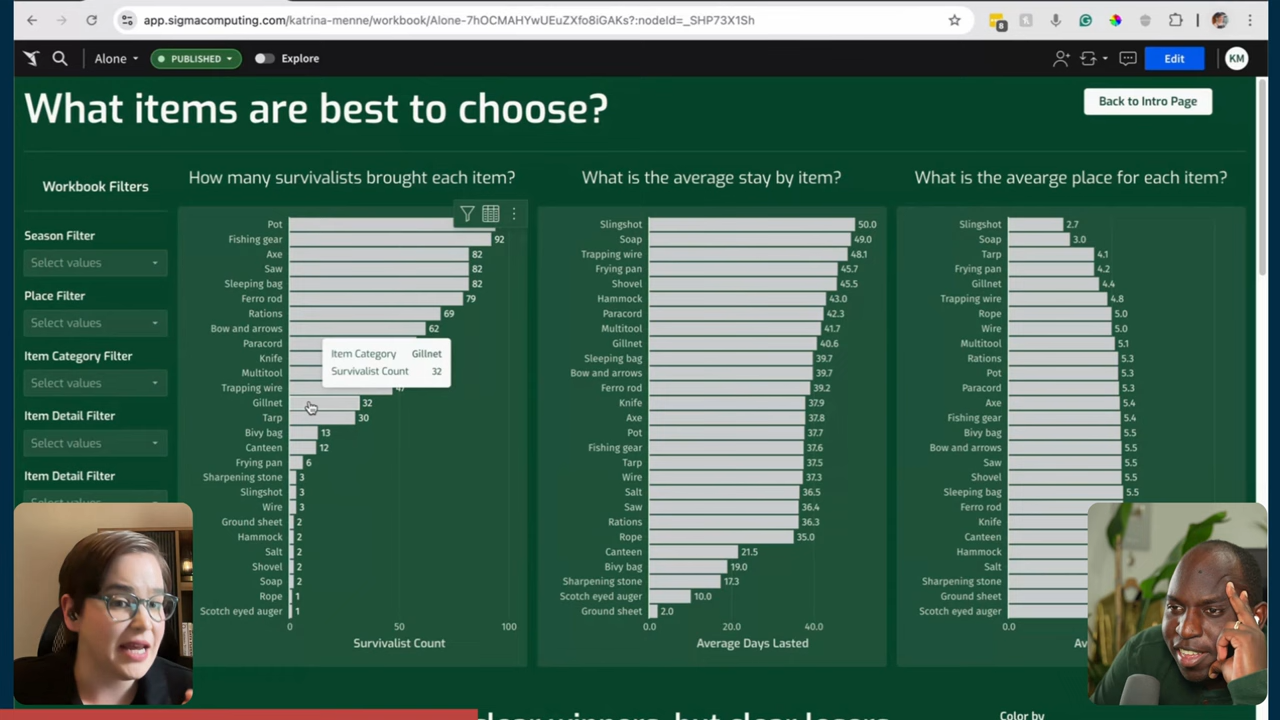 app.sigmacomputing.com/katrina-menne/workbook/Alone-7hOCMAHYwUEuZXfo8iGAKs?:nodeId=_SHP73X1Sh
Alone
PUBLISHED
Explore
Edit
KM
What items are best to choose?
Back to Intro Page
Workbook Filters
Season Filter
Select values
Place Filter
Select values
Item Category Filter
Select values
Item Detail Filter
Select values
Item Detail Filter
Select values
How many survivalists brought each item?
Pot
Fishing gear 92
Axe 82
Saw 82
Sleeping bag 82
Ferro rod 79
Rations 69
Bow and arrows 62
Paracord
Knife
Multitool
Trapping wire 47
Gillnet 32
Tarp 30
Bivy bag 13
Canteen 12
Frying pan 6
Sharpening stone 3
Slingshot 3
Wire 3
Ground sheet 2
Hammock 2
Salt 2
Shovel 2
Soap 2
Rope 1
Scotch eyed auger 1
0 50 100
Survivalist Count
Item Category Gillnet
Survivalist Count 32
What is the average stay by item?
Slingshot 50.0
Soap 49.0
Trapping wire 48.1
Frying pan 45.7
Shovel 45.5
Hammock 43.0
Paracord 42.3
Multitool 41.7
Gillnet 40.6
Sleeping bag 39.7
Bow and arrows 39.7
Ferro rod 39.2
Knife 37.9
Axe 37.8
Pot 37.7
Fishing gear 37.6
Tarp 37.5
Wire 37.3
Salt 36.5
Saw 36.4
Rations 36.3
Rope 35.0
Canteen 21.5
Bivy bag 19.0
Sharpening stone 17.3
Scotch eyed auger 10.0
Ground sheet 2.0
0.0 20.0 40.0
Average Days Lasted
What is the avearge place for each item?
Slingshot 2.7
Soap 3.0
Tarp 4.1
Frying pan 4.2
Gillnet 4.4
Trapping wire 4.8
Rope 5.0
Wire 5.0
Multitool 5.1
Rations 5.3
Pot 5.3
Paracord 5.3
Axe 5.4
Fishing gear 5.4
Bivy bag 5.5
Bow and arrows 5.5
Saw 5.5
Shovel 5.5
Sleeping bag 5.5
Ferro rod
Knife
Canteen
Hammock
Salt
Sharpening stone
Ground sheet
Scotch eyed auger
0.0
Av
clear winners, but clear losers
Color by